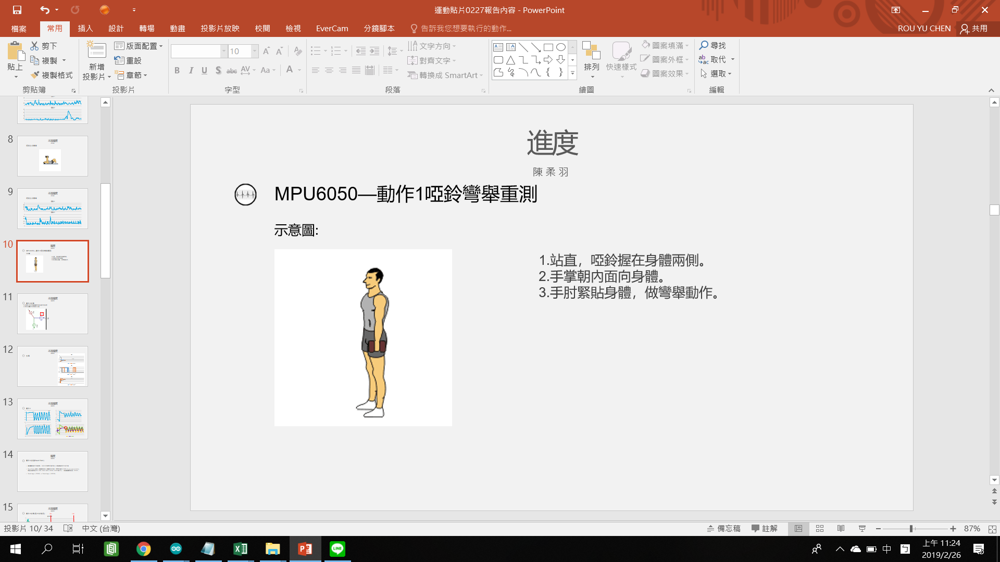 運動貼片0227報告內容 - PowerPoint
檔案 常用 插入 設計 轉場 動畫 投影片放映 校閱 檢視 EverCam 分鏡腳本 告訴我您想要執行的動作...
ROU YU CHEN 共用
貼上
剪下
複製
複製格式
剪貼簿
新增
投影片
版面配置
重設
章節
投影片
10
B I U S abc AV Aa A
字型
文字方向
對齊文字
轉換成 SmartArt
段落
排列
快速樣式
圖案填滿
圖案外框
圖案效果
繪圖
尋找
取代
選取
編輯
8
9
10
11
12
13
14
15
進度
陳柔羽
MPU6050—動作1啞鈴彎舉重測
示意圖:
1.站直，啞鈴握在身體兩側。
2.手掌朝內面向身體。
3.手肘緊貼身體，做彎舉動作。
投影片 10/ 34 中文 (台灣)
備忘稿 註解 87%
中
上午 11:24
2019/2/26